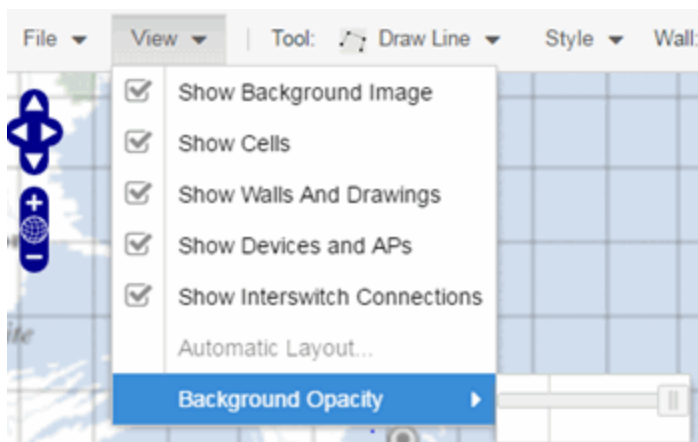 File View Tool: Draw Line Style Wall:
Show Background Image
Show Cells
Show Walls And Drawings
Show Devices and APs
Show Interswitch Connections
Automatic Layout...
Background Opacity